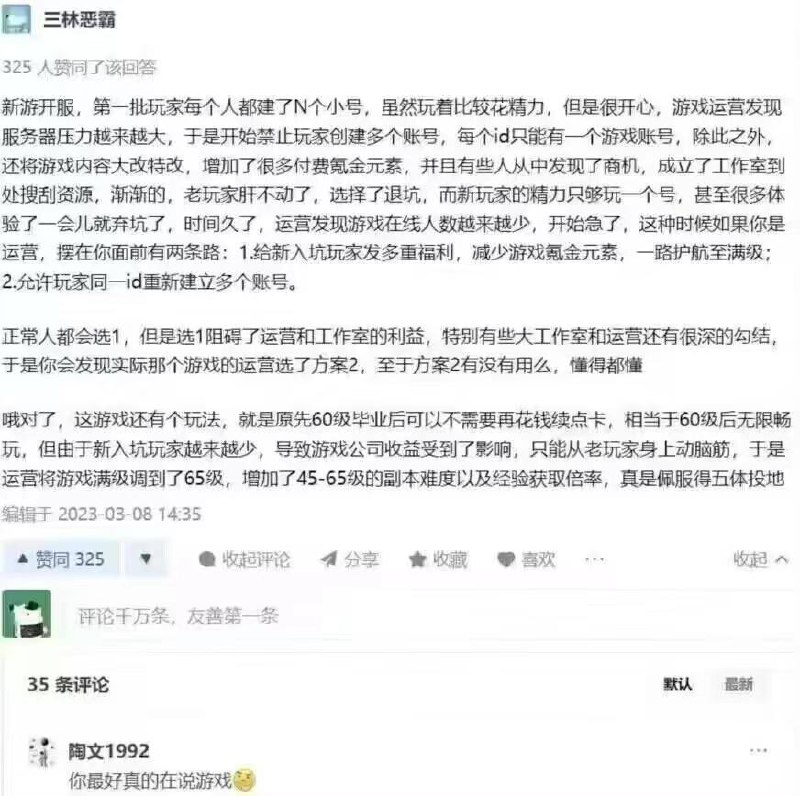 三林恶霸
325 人赞同了该回答
新游开服，第一批玩家每个人都建了N个小号，虽然玩着比较花精力，但是很开心，游戏运营发现
服务器压力越来越大，于是开始禁止玩家创建多个账号，每个id只能有一个游戏账号，除此之外，
还将游戏内容大改特改，增加了很多付费氪金元素，并且有些人从中发现了商机，成立了工作室到
处搜刮资源，渐渐的，老玩家肝不动了，选择了退坑，而新玩家的精力只够玩一个号，甚至很多体
验了一会儿就弃坑了，时间久了，运营发现游戏在线人数越来越少，开始急了，这种时候如果你是
运营，摆在你面前有两条路：1.给新入坑玩家发多重福利，减少游戏氪金元素，一路护航至满级；
2.允许玩家同一id重新建立多个账号。
正常人都会选1，但是选1阻碍了运营和工作室的利益，特别有些大工作室和运营还有很深的勾结，
于是你会发现实际那个游戏的运营选了方案2，至于方案2有没有用么，懂得都懂
哦对了，这游戏还有个玩法，就是原先60级毕业后可以不需要再花钱续点卡，相当于60级后无限畅
玩，但由于新入坑玩家越来越少，导致游戏公司收益受到了影响，只能从老玩家身上动脑筋，于是
运营将游戏满级调到了65级，增加了45-65级的副本难度以及经验获取倍率，真是佩服得五体投地
编辑于 2023-03-08 14:35
赞同 325 收起评论 分享 收藏 喜欢 ··· 收起
评论千万条，友善第一条
35 条评论 默认 最新
陶文1992 ···
你最好真的在说游戏🤔